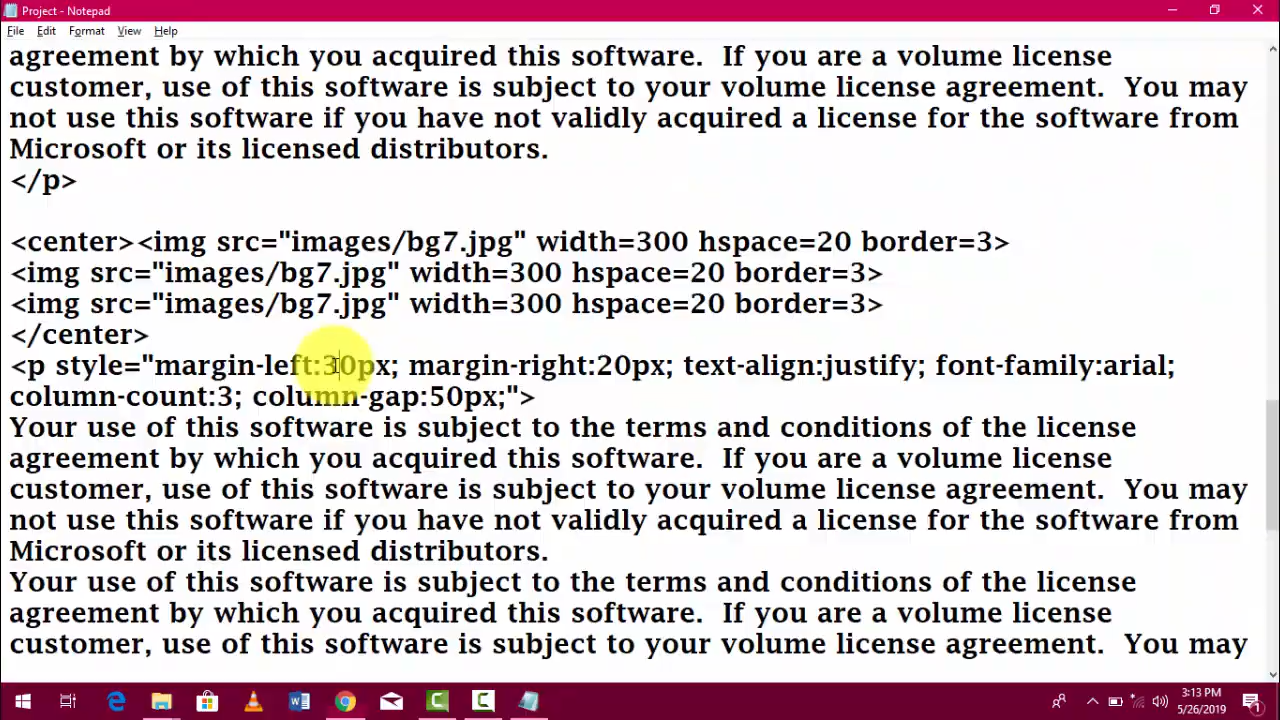 Project - Notepad
File Edit Format View Help
agreement by which you acquired this software.  If you are a volume license
customer, use of this software is subject to your volume license agreement.  You may
not use this software if you have not validly acquired a license for the software from
Microsoft or its licensed distributors.
</p>
<center><img src="images/bg7.jpg" width=300 hspace=20 border=3>
<img src="images/bg7.jpg" width=300 hspace=20 border=3>
<img src="images/bg7.jpg" width=300 hspace=20 border=3>
</center>
<p style="margin-left:30px; margin-right:20px; text-align:justify; font-family:arial;
column-count:3; column-gap:50px;">
Your use of this software is subject to the terms and conditions of the license
agreement by which you acquired this software.  If you are a volume license
customer, use of this software is subject to your volume license agreement.  You may
not use this software if you have not validly acquired a license for the software from
Microsoft or its licensed distributors.
Your use of this software is subject to the terms and conditions of the license
agreement by which you acquired this software.  If you are a volume license
customer, use of this software is subject to your volume license agreement.  You may
3:13 PM
5/26/2019